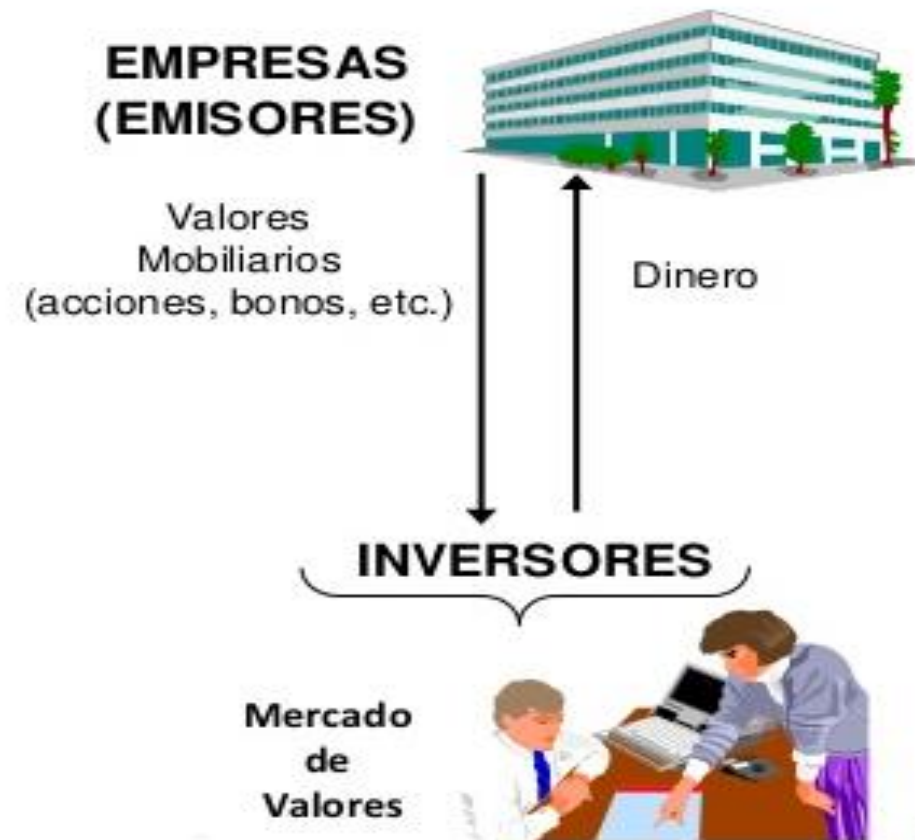 EMPRESAS
(EMISORES)
Valores
Mobiliarios
(acciones, bonos, etc.)
Dinero
INVERSORES
Mercado
de
Valores